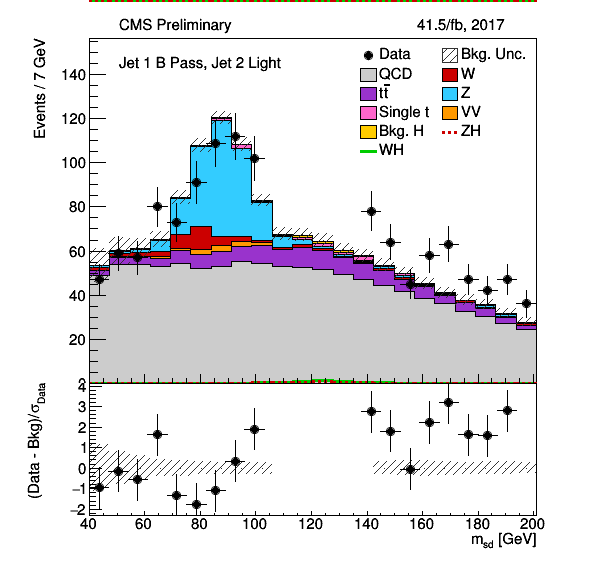 CMS Preliminary 41.5/fb, 2017
Events / 7 GeV
Jet 1 B Pass, Jet 2 Light
Data Bkg. Unc.
QCD W
tt̄ Z
Single t VV
Bkg. H ZH
WH
140
120
100
80
60
40
20
0
(Data - Bkg)/σData
4
3
2
1
0
−1
−2
40 60 80 100 120 140 160 180 200
msd [GeV]